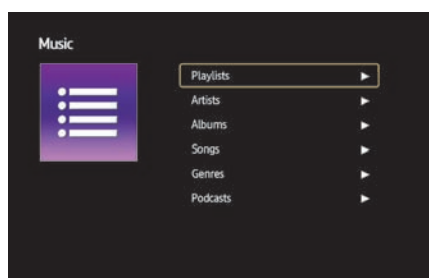 Music
Playlists
Artists
Albums
Songs
Genres
Podcasts